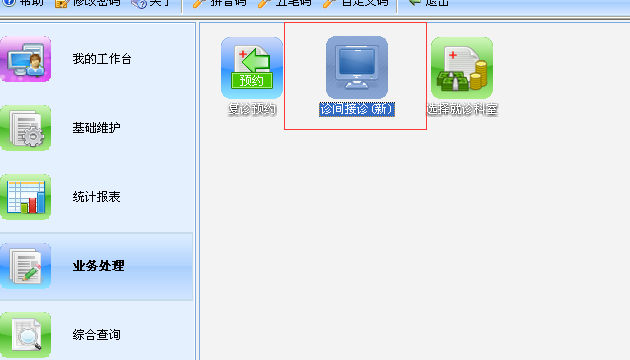 帮助 修改密码 关于 拼音码 五笔码 自定义码 退出
我的工作台
基础维护
统计报表
业务处理
综合查询
预约
复诊预约
诊间接诊(新)
选择就诊科室